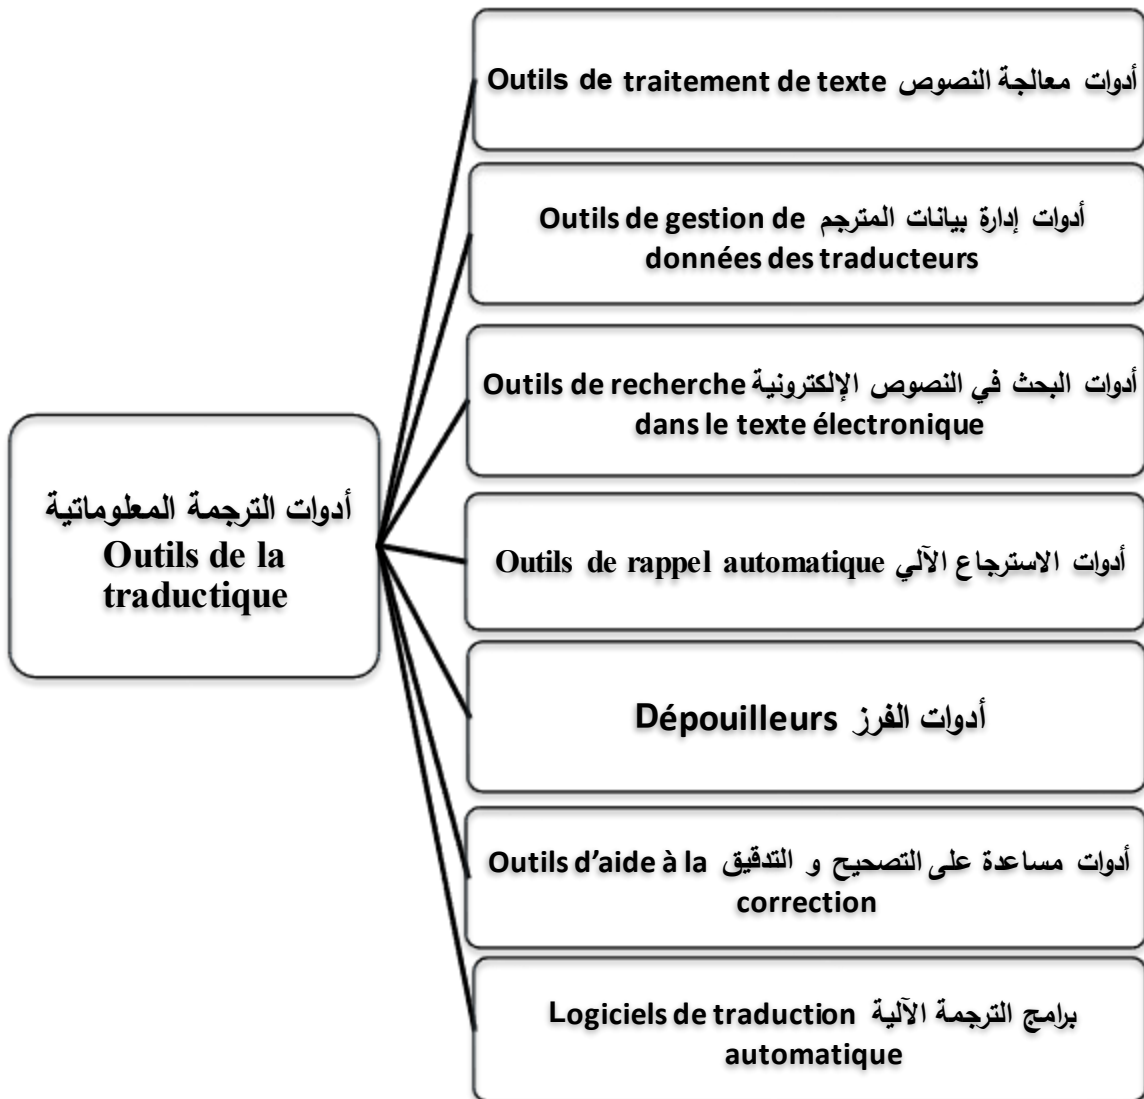 أدوات الترجمة المعلوماتية
Outils de la
traductique
أدوات معالجة النصوص Outils de traitement de texte
أدوات إدارة بيانات المترجم Outils de gestion de
données des traducteurs
أدوات البحث في النصوص الإلكترونية Outils de recherche
dans le texte électronique
أدوات الاسترجاع الآلي Outils de rappel automatique
أدوات الفرز Dépouilleurs
أدوات مساعدة على التصحيح و التدقيق Outils d’aide à la
correction
برامج الترجمة الآلية Logiciels de traduction
automatique